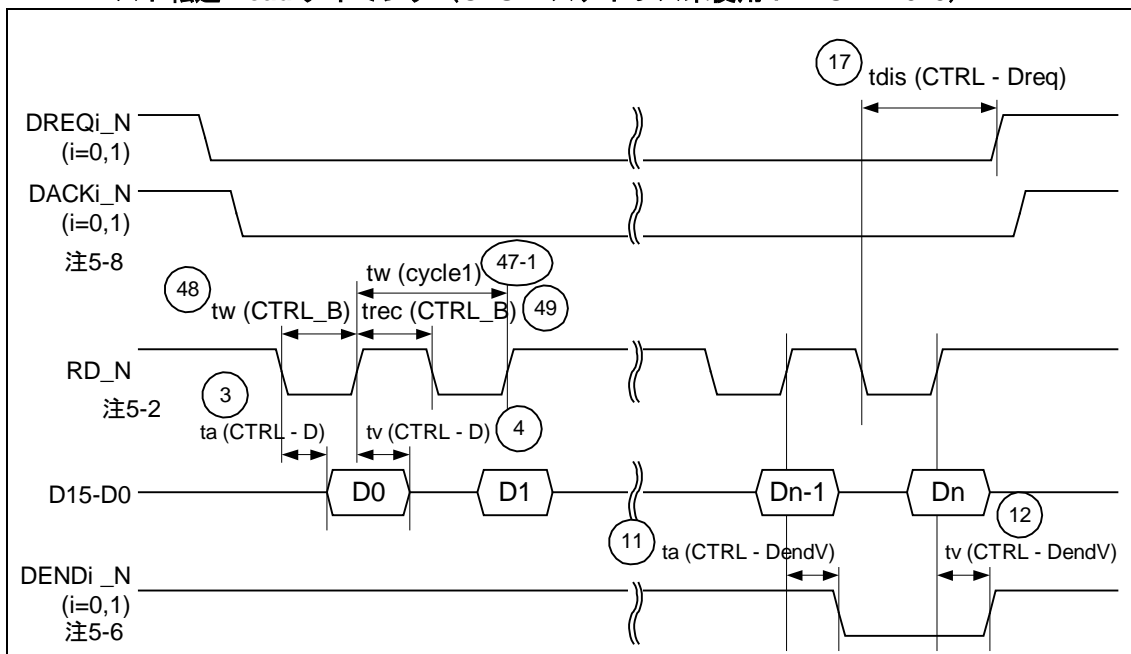 17
tdis (CTRL - Dreq)
DREQi_N
(i=0,1)
DACKi_N
(i=0,1)
注5-8
47-1
tw (cycle1)
48
tw (CTRL_B)
trec (CTRL_B)
49
RD_N
注5-2
3
ta (CTRL - D)
tv (CTRL - D)
4
D15-D0
D0
D1
Dn-1
Dn
12
11
ta (CTRL - DendV)
tv (CTRL - DendV)
DENDi _N
(i=0,1)
注5-6